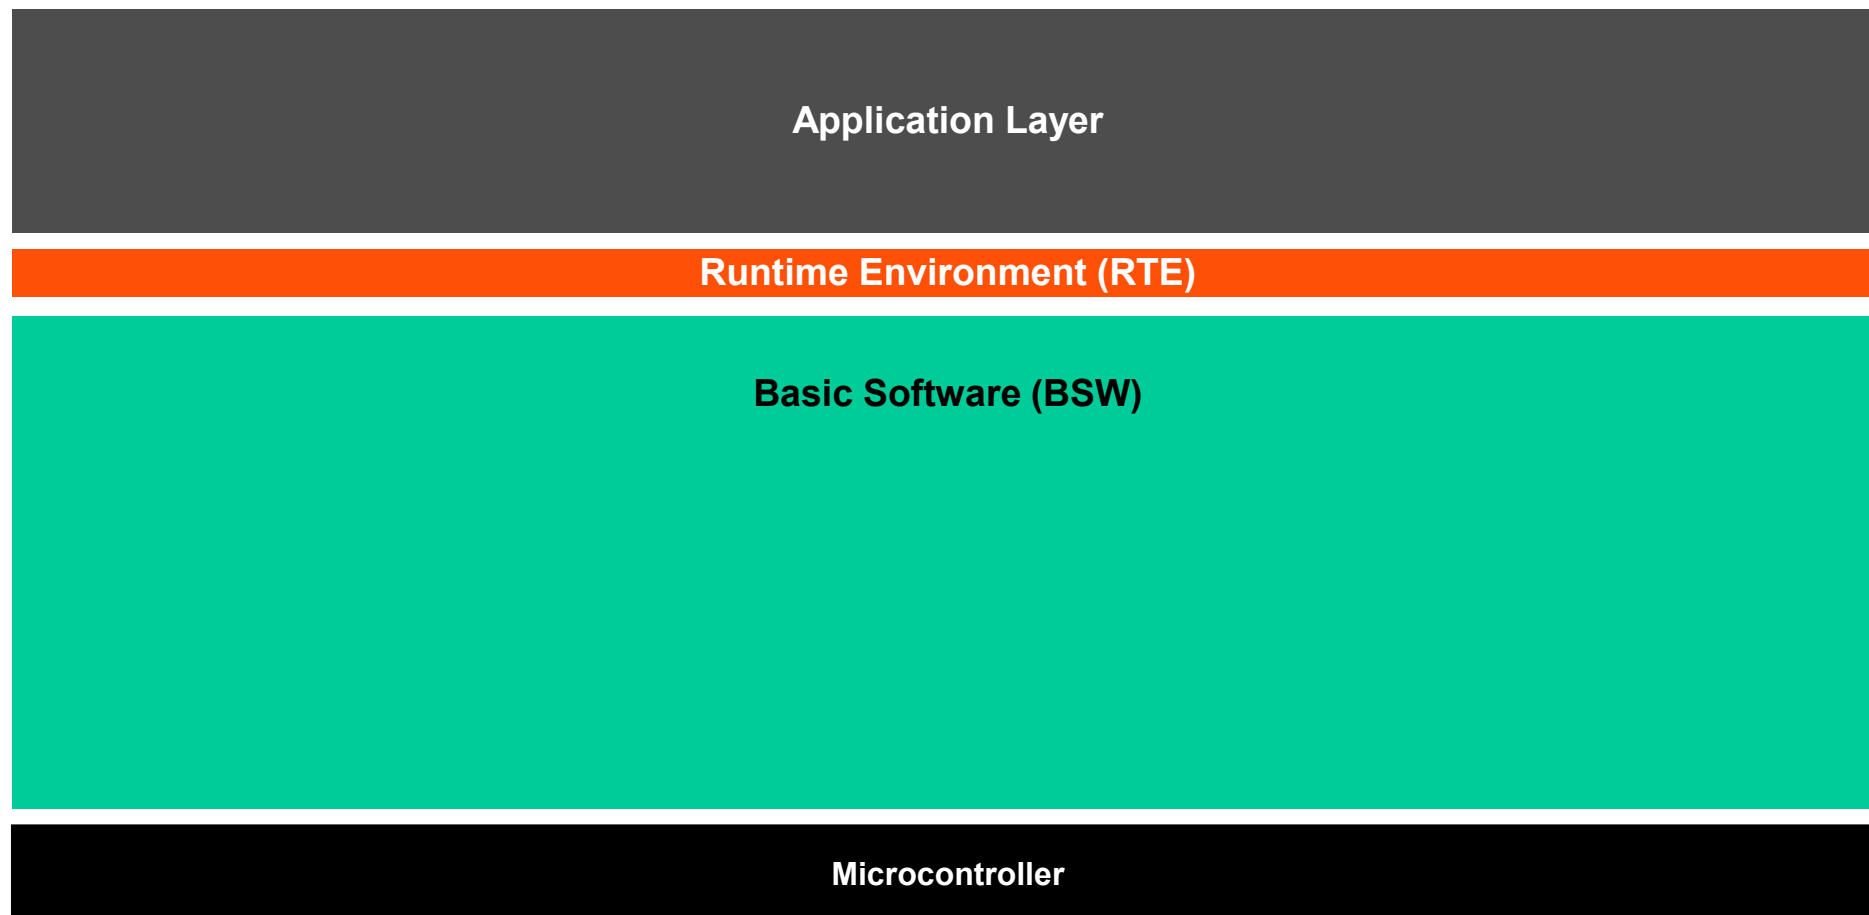 Application Layer
Runtime Environment (RTE)
Basic Software (BSW)
Microcontroller